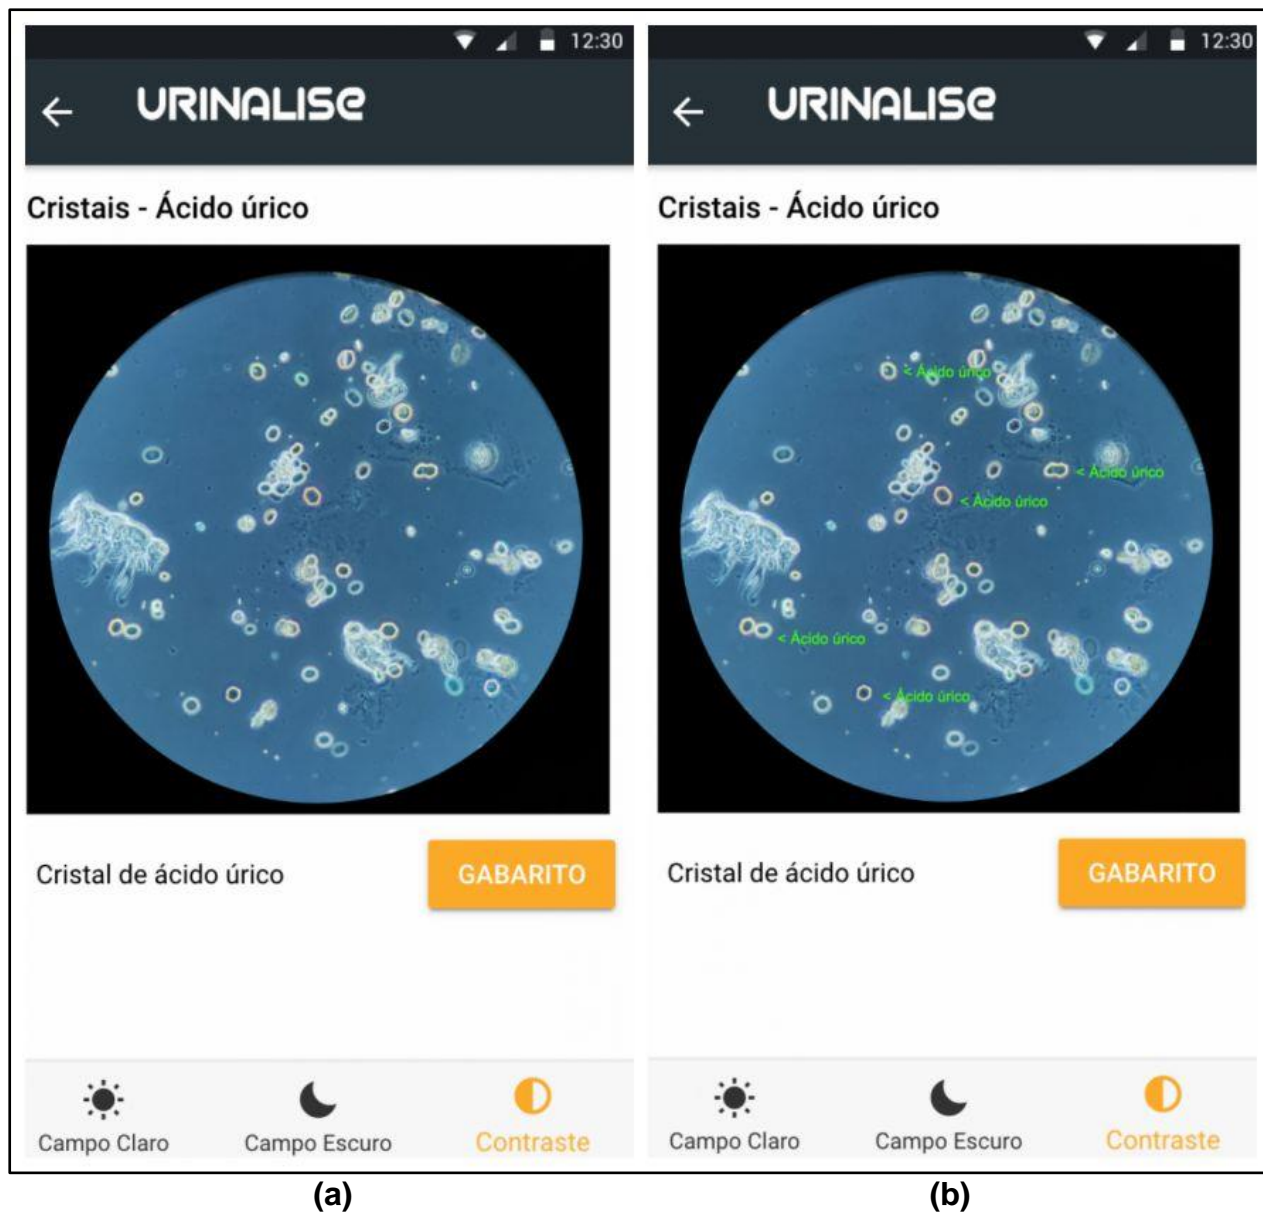 12:30
URINALISE
Cristais - Ácido úrico
Cristal de ácido úrico
GABARITO
Campo Claro
Campo Escuro
Contraste
(a)
12:30
URINALISE
Cristais - Ácido úrico
< Ácido úrico
< Ácido úrico
< Ácido úrico
< Ácido úrico
< Ácido úrico
Cristal de ácido úrico
GABARITO
Campo Claro
Campo Escuro
Contraste
(b)